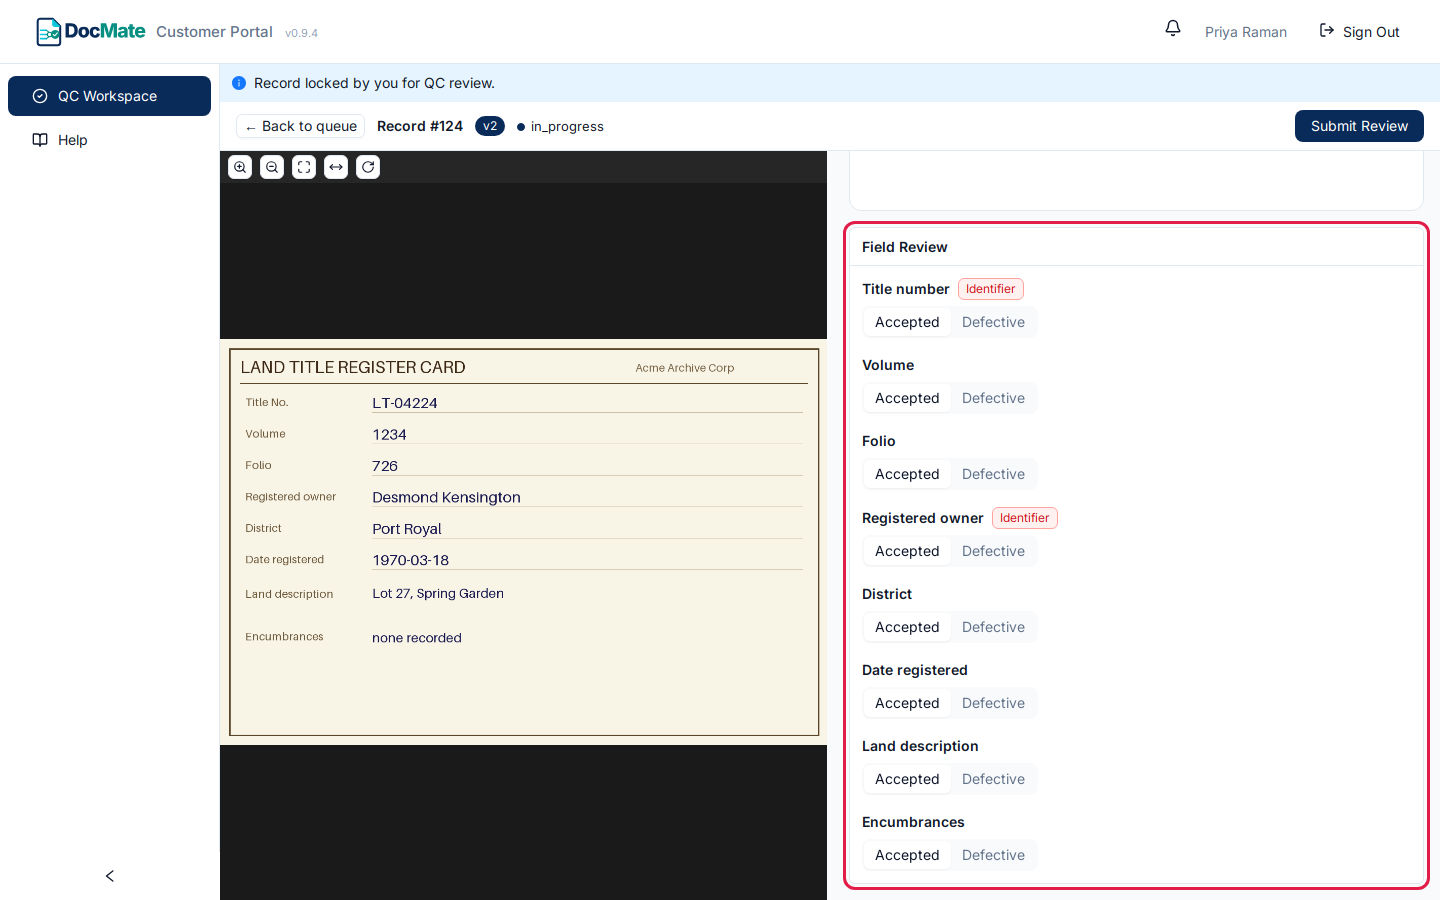 DocMate Customer Portal v0.9.4
Priya Raman
Sign Out
QC Workspace
Help
Record locked by you for QC review.
← Back to queue
Record #124
v2
in_progress
Submit Review
LAND TITLE REGISTER CARD
Acme Archive Corp
Title No. LT-04224
Volume 1234
Folio 726
Registered owner Desmond Kensington
District Port Royal
Date registered 1970-03-18
Land description Lot 27, Spring Garden
Encumbrances none recorded
Field Review
Title number Identifier
Accepted Defective
Volume
Accepted Defective
Folio
Accepted Defective
Registered owner Identifier
Accepted Defective
District
Accepted Defective
Date registered
Accepted Defective
Land description
Accepted Defective
Encumbrances
Accepted Defective